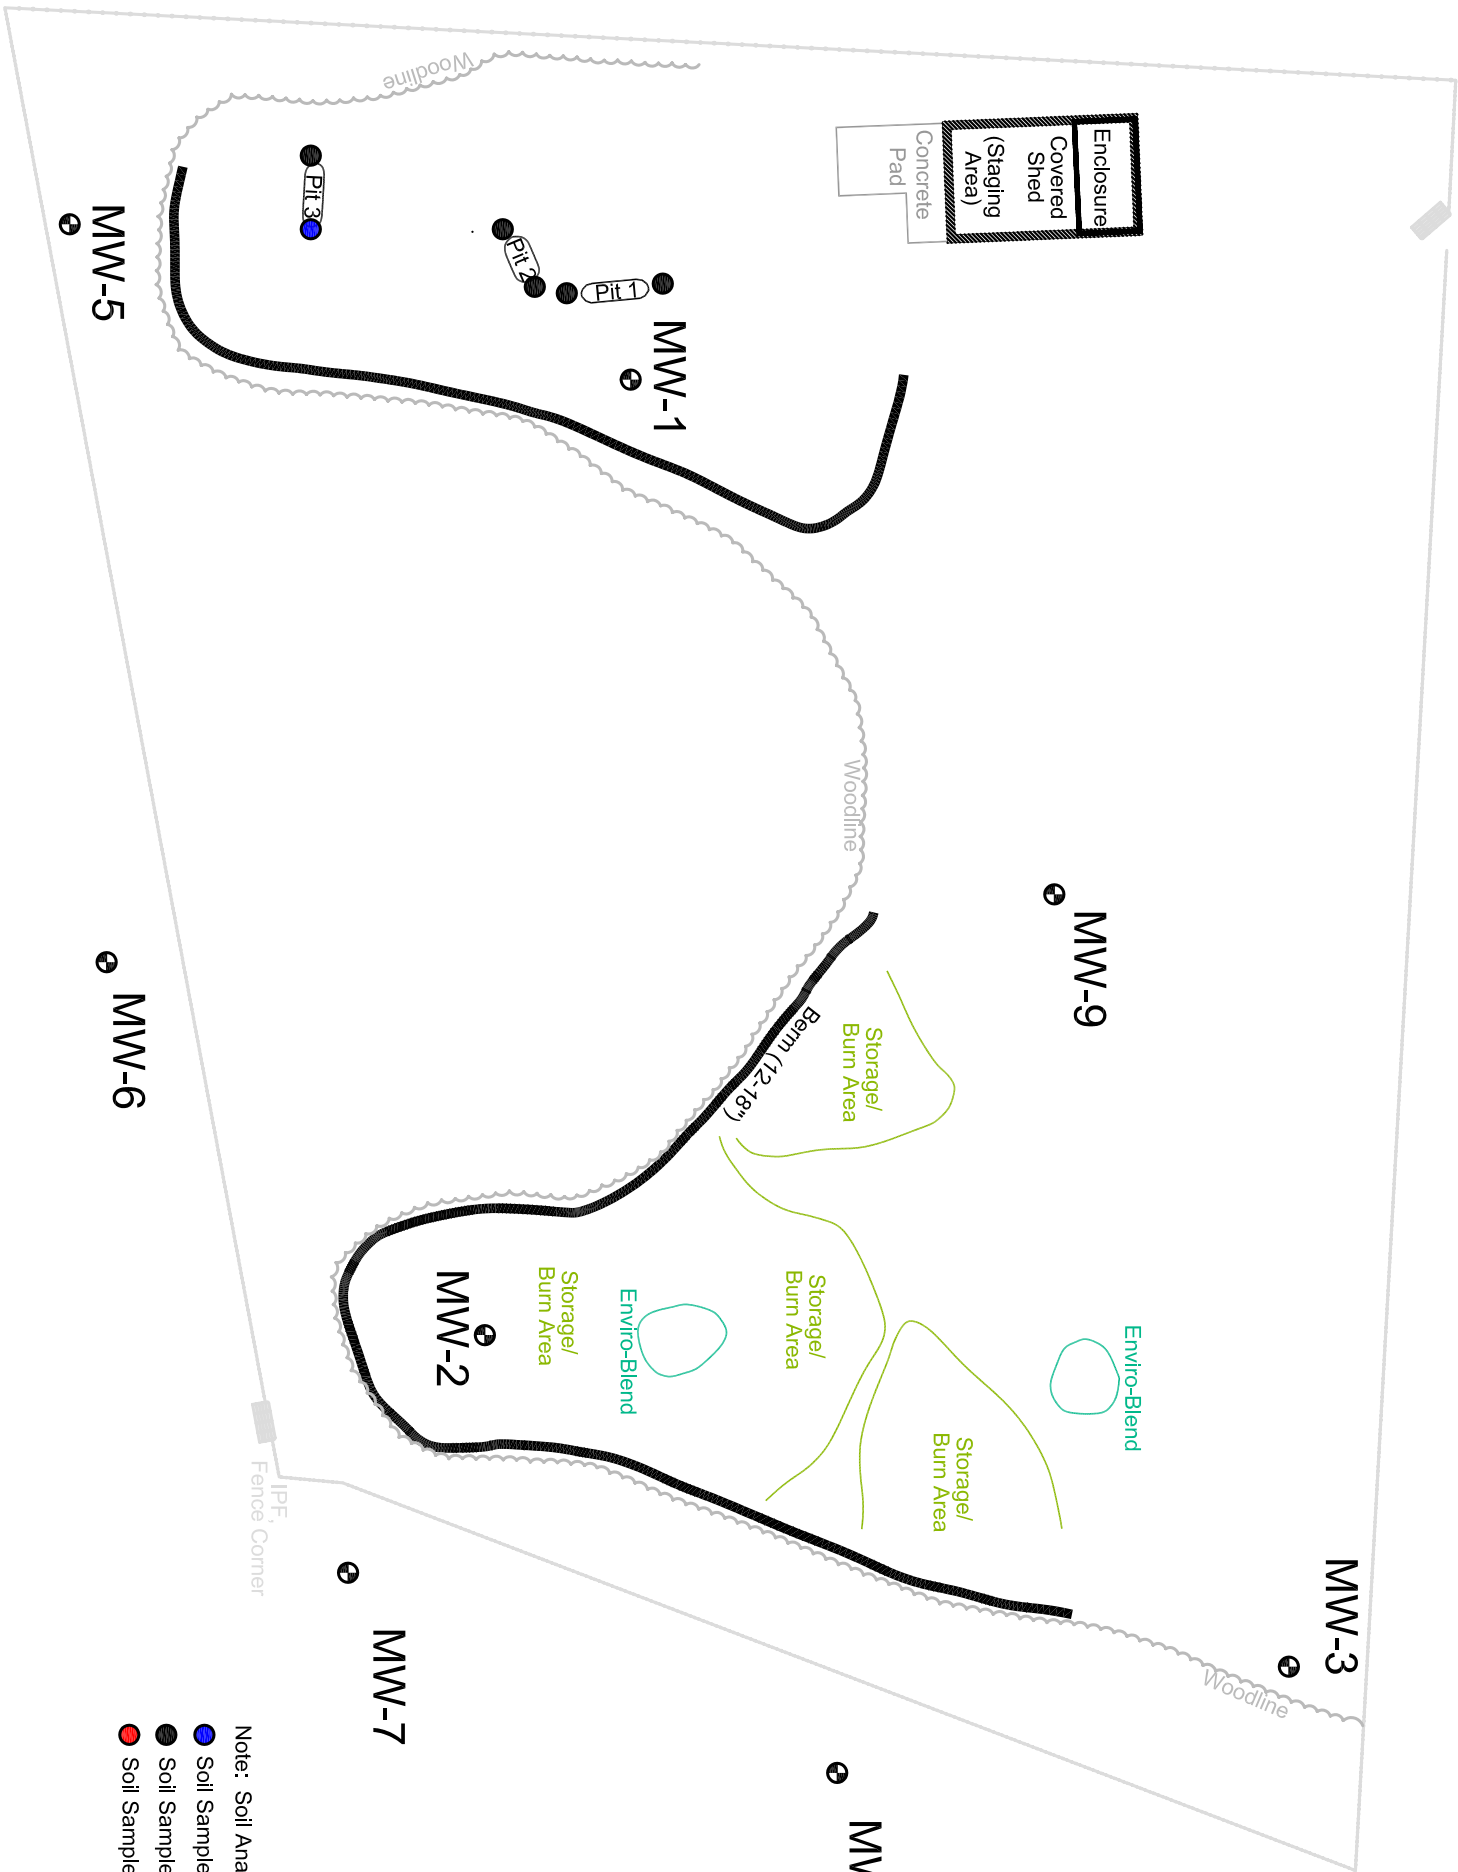 Woodline
Enclosure
Covered
Shed
(Staging
Area)
Concrete
Pad
Pit 3
Pit 2
Pit 1
MW-5
MW-1
Woodline
MW-9
MW-6
Berm (12-18")
Storage/
Burn Area
Storage/
Burn Area
Storage/
Burn Area
Storage/
Burn Area
Enviro-Blend
Enviro-Blend
MW-2
IPF,
Fence Corner
MW-3
Woodline
MW-7
MW
Note: Soil Ana
Soil Sample
Soil Sample
Soil Sample